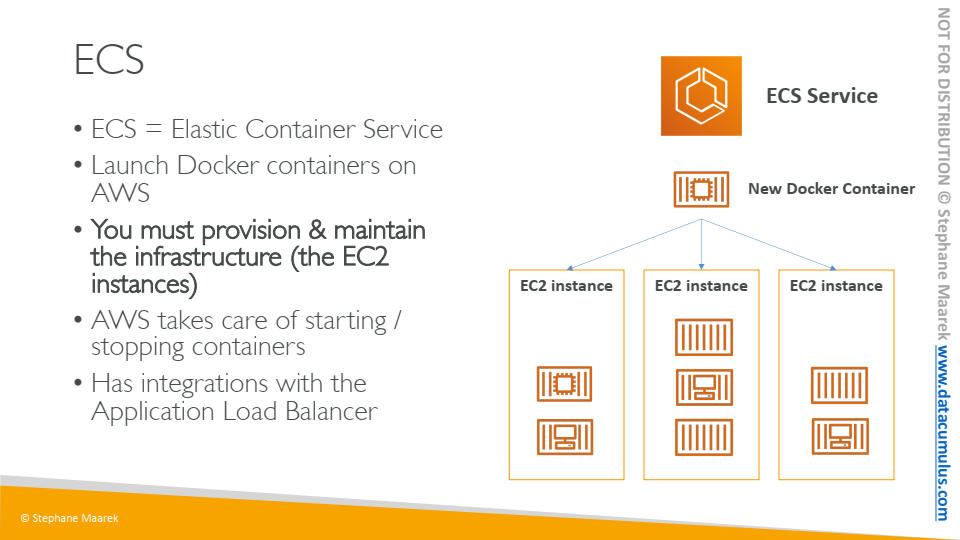 ECS
• ECS = Elastic Container Service
• Launch Docker containers on
AWS
• You must provision & maintain
the infrastructure (the EC2
instances)
• AWS takes care of starting /
stopping containers
• Has integrations with the
Application Load Balancer
ECS Service
New Docker Container
EC2 instance
EC2 instance
EC2 instance
© Stephane Maarek
NOT FOR DISTRIBUTION © Stephane Maarek www.datacumulus.com